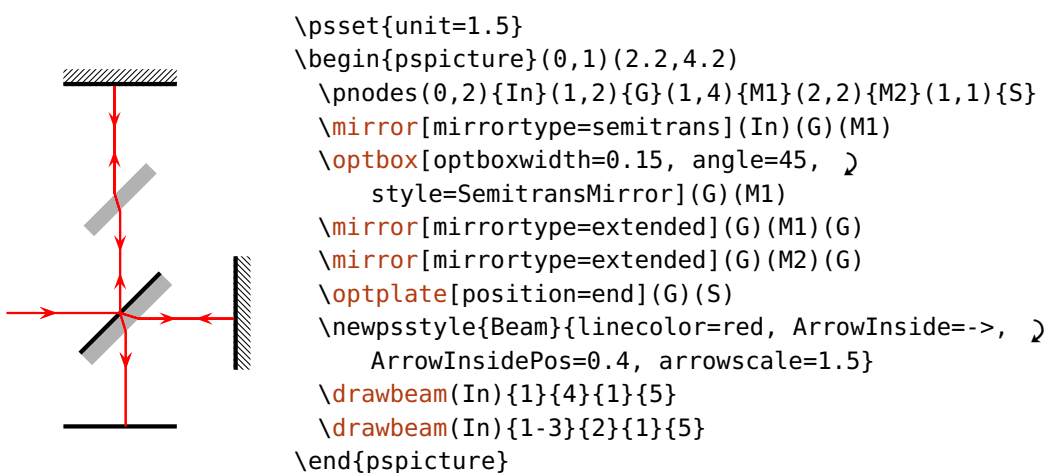 \psset{unit=1.5}
\begin{pspicture}(0,1)(2.2,4.2)
\pnodes(0,2){In}(1,2){G}(1,4){M1}(2,2){M2}(1,1){S}
\mirror[mirrortype=semitrans](In)(G)(M1)
\optbox[optboxwidth=0.15, angle=45,
style=SemitransMirror](G)(M1)
\mirror[mirrortype=extended](G)(M1)(G)
\mirror[mirrortype=extended](G)(M2)(G)
\optplate[position=end](G)(S)
\newpsstyle{Beam}{linecolor=red, ArrowInside=->,
ArrowInsidePos=0.4, arrowscale=1.5}
\drawbeam(In){1}{4}{1}{5}
\drawbeam(In){1-3}{2}{1}{5}
\end{pspicture}